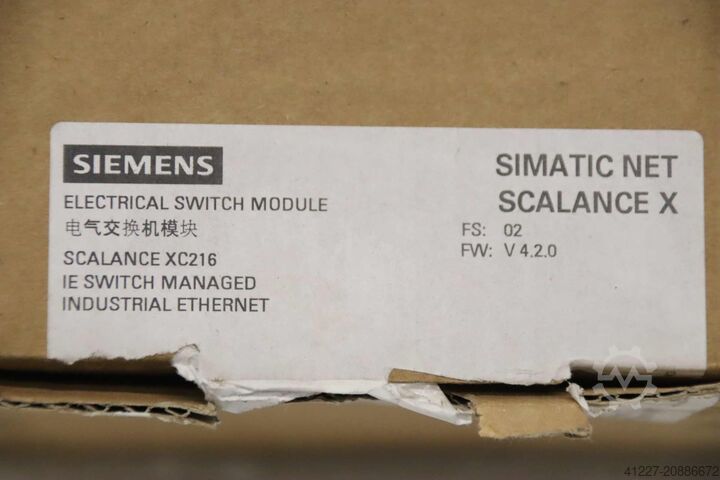 SIEMENS
ELECTRICAL SWITCH MODULE
电气交换机模块
SCALANCE XC216
IE SWITCH MANAGED
INDUSTRIAL ETHERNET
SIMATIC NET
SCALANCE X
FS: 02
FW: V 4.2.0
41227-20886672